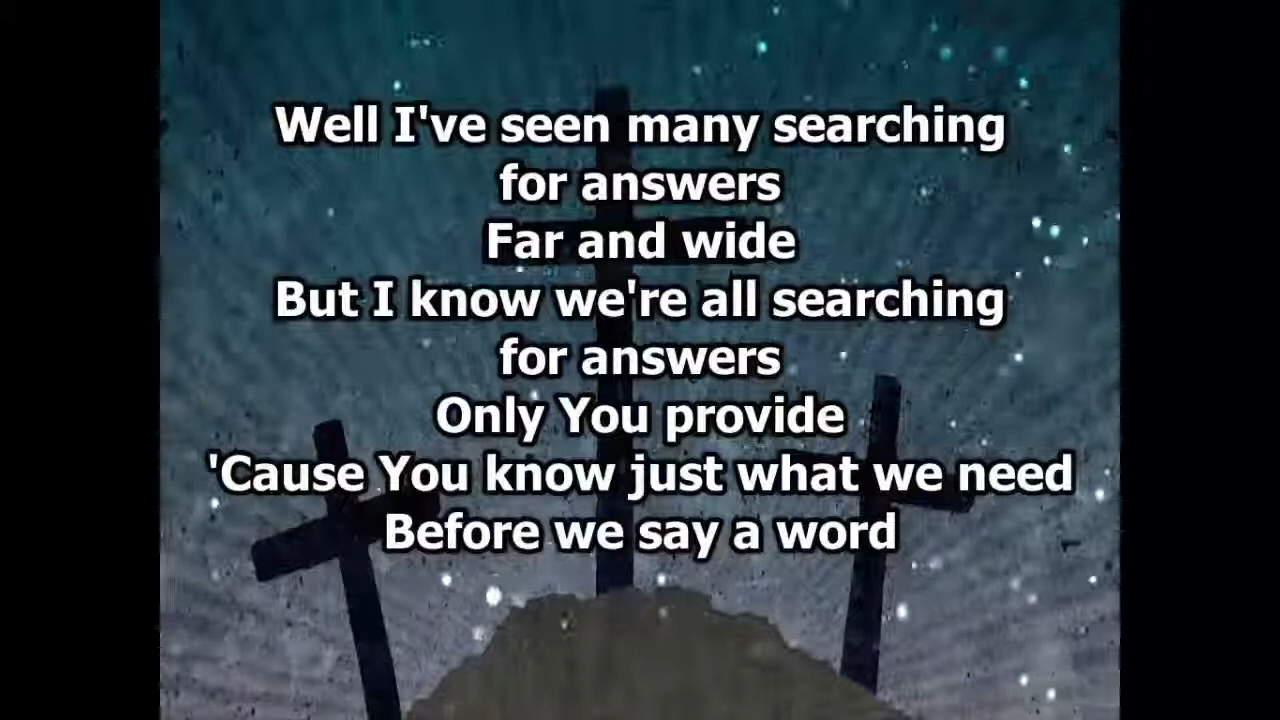 Well I've seen many searching
for answers
Far and wide
But I know we're all searching
for answers
Only You provide
'Cause You know just what we need
Before we say a word